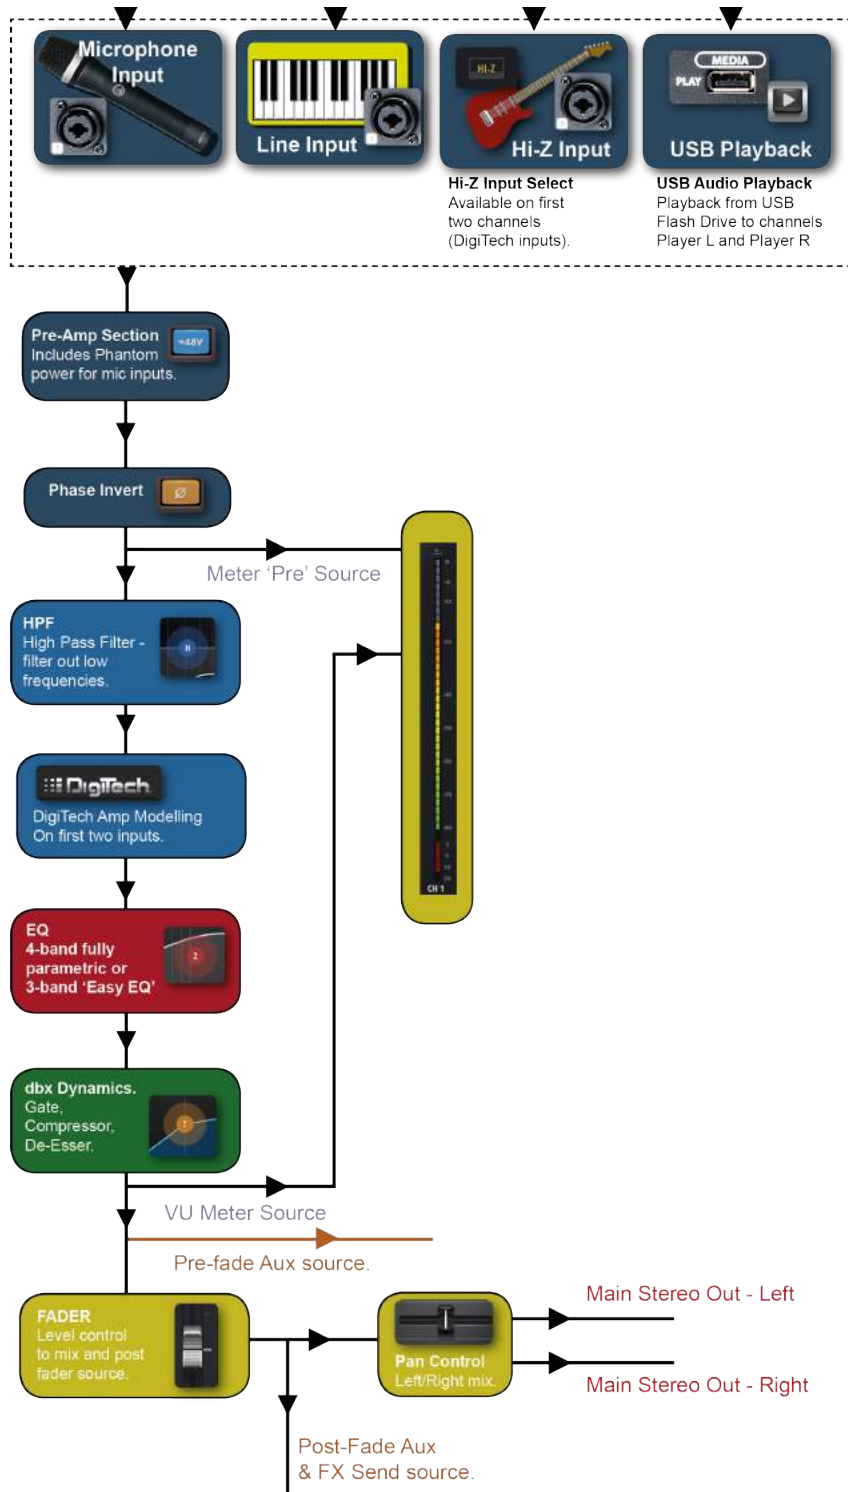 Microphone
Input
Line Input
HI-Z
Hi-Z Input
MEDIA
PLAY
USB Playback
Hi-Z Input Select
Available on first
two channels
(DigiTech inputs).
USB Audio Playback
Playback from USB
Flash Drive to channels
Player L and Player R
Pre-Amp Section
Includes Phantom
power for mic inputs.
+48V
Phase Invert
Ø
Meter ‘Pre’ Source
HPF
High Pass Filter -
filter out low
frequencies.
H
DigiTech
DigiTech Amp Modelling
On first two inputs.
CH 1
EQ
4-band fully
parametric or
3-band ‘Easy EQ’
2
dbx Dynamics.
Gate,
Compressor,
De-Esser.
VU Meter Source
Pre-fade Aux source.
FADER
Level control
to mix and post
fader source.
Pan Control
Left/Right mix.
Main Stereo Out - Left
Main Stereo Out - Right
Post-Fade Aux
& FX Send source.